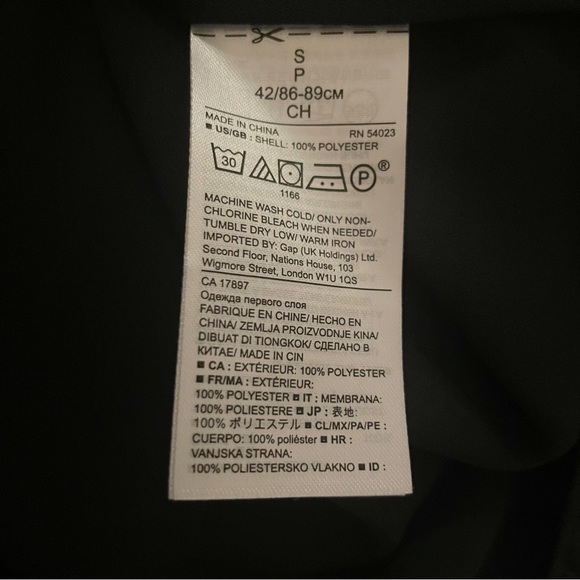 S
P
42/86-89CM
CH
MADE IN CHINA RN 54023
■ US/GB : SHELL: 100% POLYESTER
30 P ®
1166
MACHINE WASH COLD/ ONLY NON-
CHLORINE BLEACH WHEN NEEDED/
TUMBLE DRY LOW/ WARM IRON
IMPORTED BY: Gap (UK Holdings) Ltd.
Second Floor, Nations House, 103
Wigmore Street, London W1U 1QS
CA 17897
Одежда первого слоя
FABRIQUE EN CHINE/ HECHO EN
CHINA/ ZEMLJA PROIZVODNJE KINA/
DIBUAT DI TIONGKOK/ СДЕЛАНО В
КИТАЕ/ MADE IN CIN
■ CA : EXTÉRIEUR: 100% POLYESTER
■ FR/MA : EXTÉRIEUR:
100% POLYESTER ■ IT : MEMBRANA:
100% POLIESTERE ■ JP : 表地:
100% ポリエステル ■ CL/MX/PA/PE :
CUERPO: 100% poliéster ■ HR :
VANJSKA STRANA:
100% POLIESTERSKO VLAKNO ■ ID :